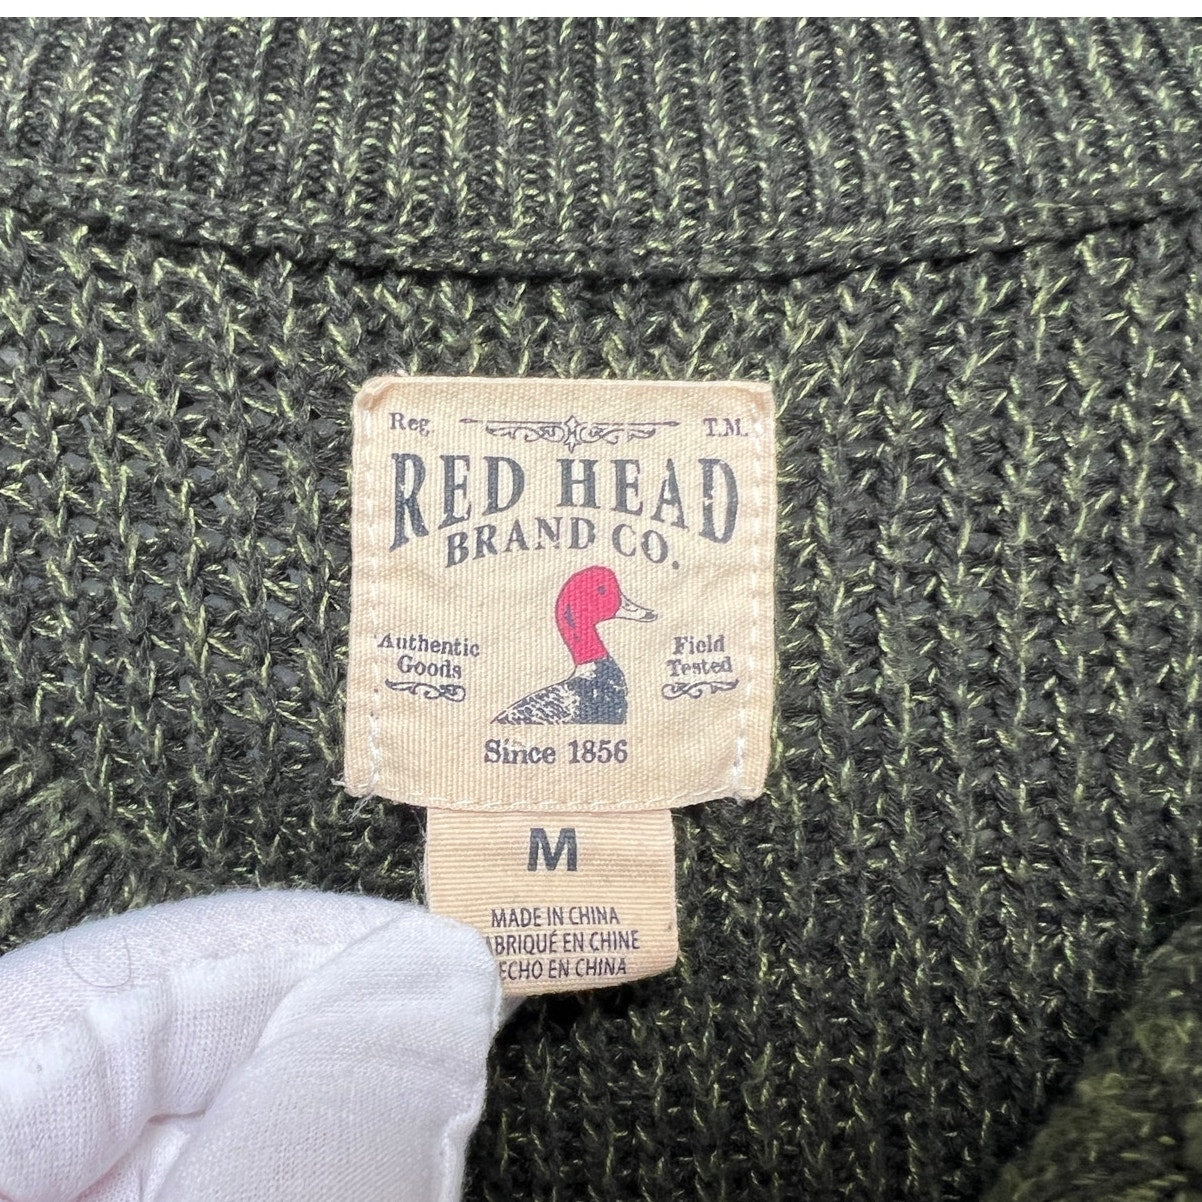 Reg. T.M.
RED HEAD
BRAND CO.
Authentic
Goods
Field
Tested
Since 1856
M
MADE IN CHINA
ABRIQUÉ EN CHINE
ECHO EN CHINA